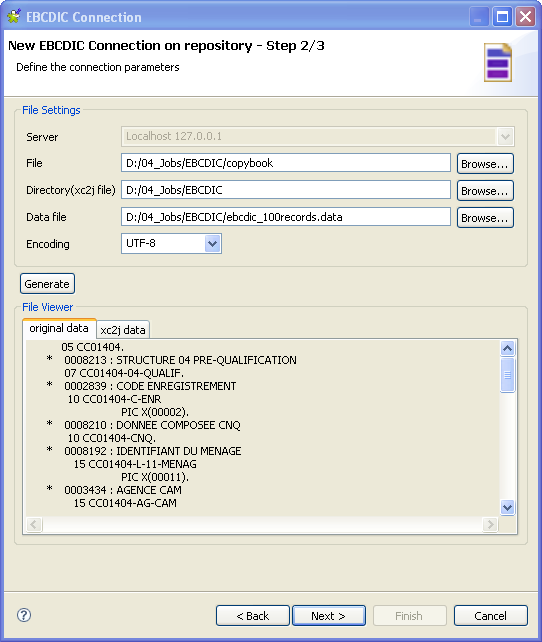 EBCDIC Connection
New EBCDIC Connection on repository - Step 2/3
Define the connection parameters
File Settings
Server Localhost 127.0.0.1
File D:/04_Jobs/EBCDIC/copybook Browse...
Directory(xc2j file) D:/04_Jobs/EBCDIC Browse...
Data file D:/04_Jobs/EBCDIC/ebcdic_100records.data Browse...
Encoding UTF-8
Generate
File Viewer
original data xc2j data
05 CC01404.
* 0008213 : STRUCTURE 04 PRE-QUALIFICATION
07 CC01404-04-QUALIF.
* 0002839 : CODE ENREGISTREMENT
10 CC01404-C-ENR
PIC X(00002).
* 0008210 : DONNEE COMPOSEE CNQ
10 CC01404-CNQ.
* 0008192 : IDENTIFIANT DU MENAGE
15 CC01404-L-11-MENAG
PIC X(00011).
* 0003434 : AGENCE CAM
15 CC01404-AG-CAM
? < Back Next > Finish Cancel